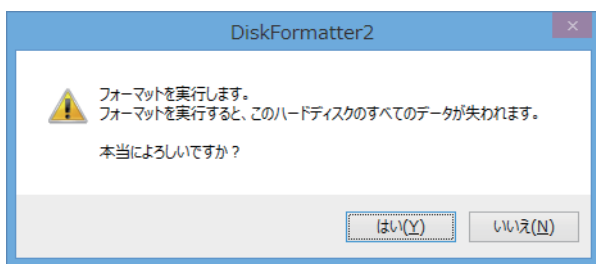 DiskFormatter2
フォーマットを実行します。
フォーマットを実行すると、このハードディスクのすべてのデータが失われます。
本当によろしいですか？
はい(Y)
いいえ(N)